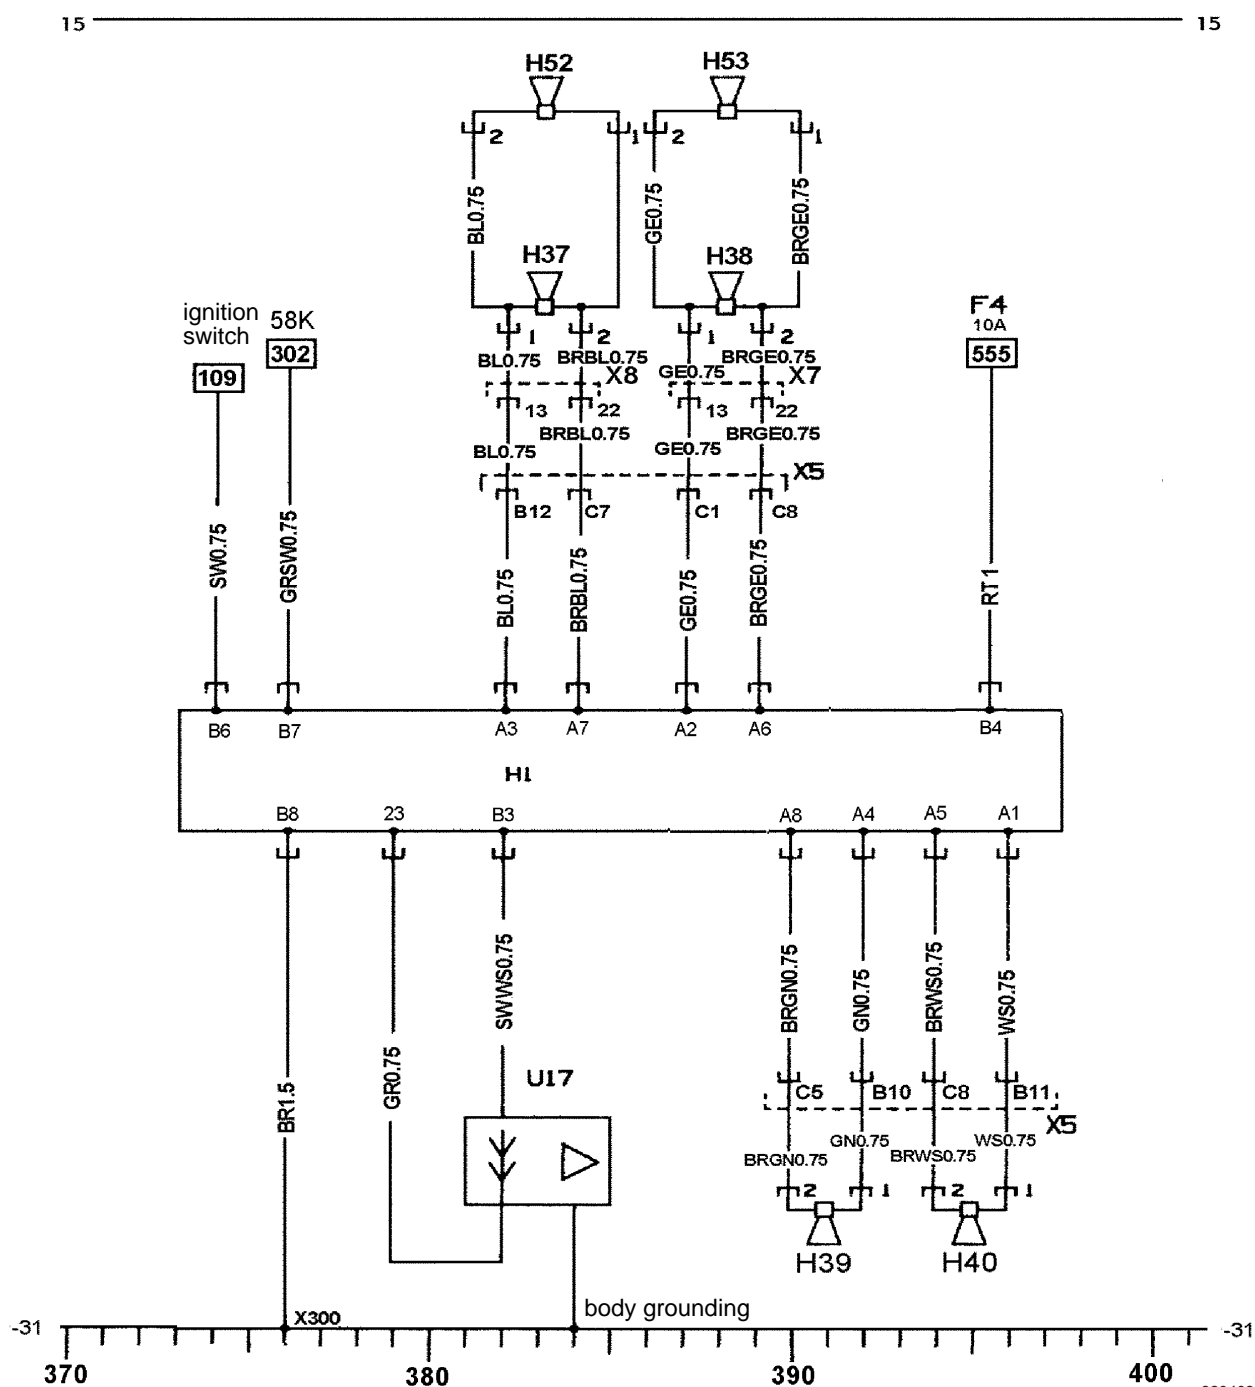 15 15
H52 H53
2 1 2 1
BL0.75 GE0.75 BRGE0.75
H37 H38
ignition
switch
58K
F4
10A
109 302 555
1 2 1 2
BL0.75 BRBL0.75 GE0.75 BRGE0.75
X8 X7
13 22 13 22
BL0.75 BRBL0.75 GE0.75 BRGE0.75
X5
B12 C7 C1 C8
SW0.75 GRSW0.75 BL0.75 BRBL0.75 GE0.75 BRGE0.75 RT1
B6 B7 A3 A7 A2 A6 B4
H1
B8 23 B3 A8 A4 A5 A1
BR1.5 GR0.75 SWWS0.75 BRGN0.75 GN0.75 BRWS0.75 WS0.75
U17
C5 B10 C8 B11
X5
BRGN0.75 GN0.75 BRWS0.75 WS0.75
2 1 2 1
H39 H40
X300 body grounding
-31 -31
370 380 390 400